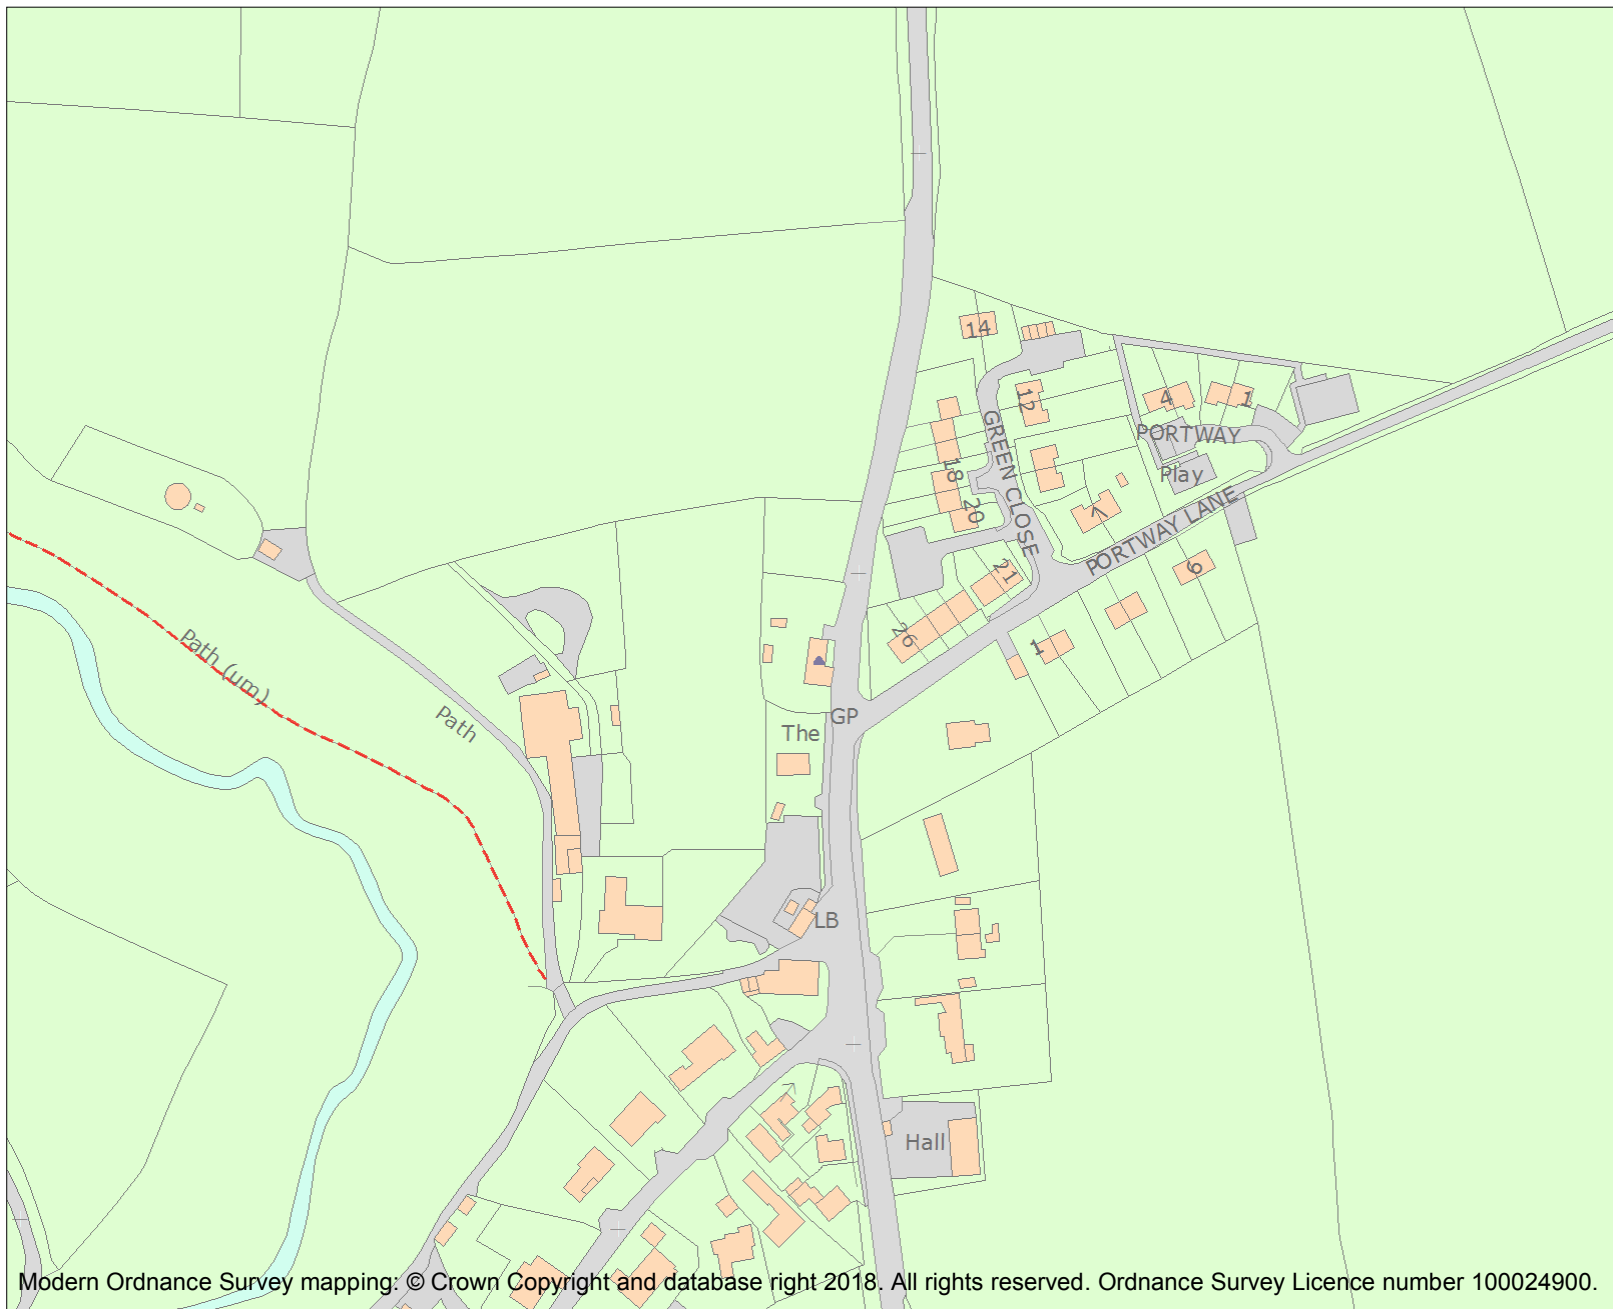 14
12
4
1
GREEN CLOSE
PORTWAY
18
Play
20
7
PORTWAY LANE
21
6
26
1
Path (um)
Path
GP
The
LB
Hall
Modern Ordnance Survey mapping: © Crown Copyright and database right 2018. All rights reserved. Ordnance Survey Licence number 100024900.